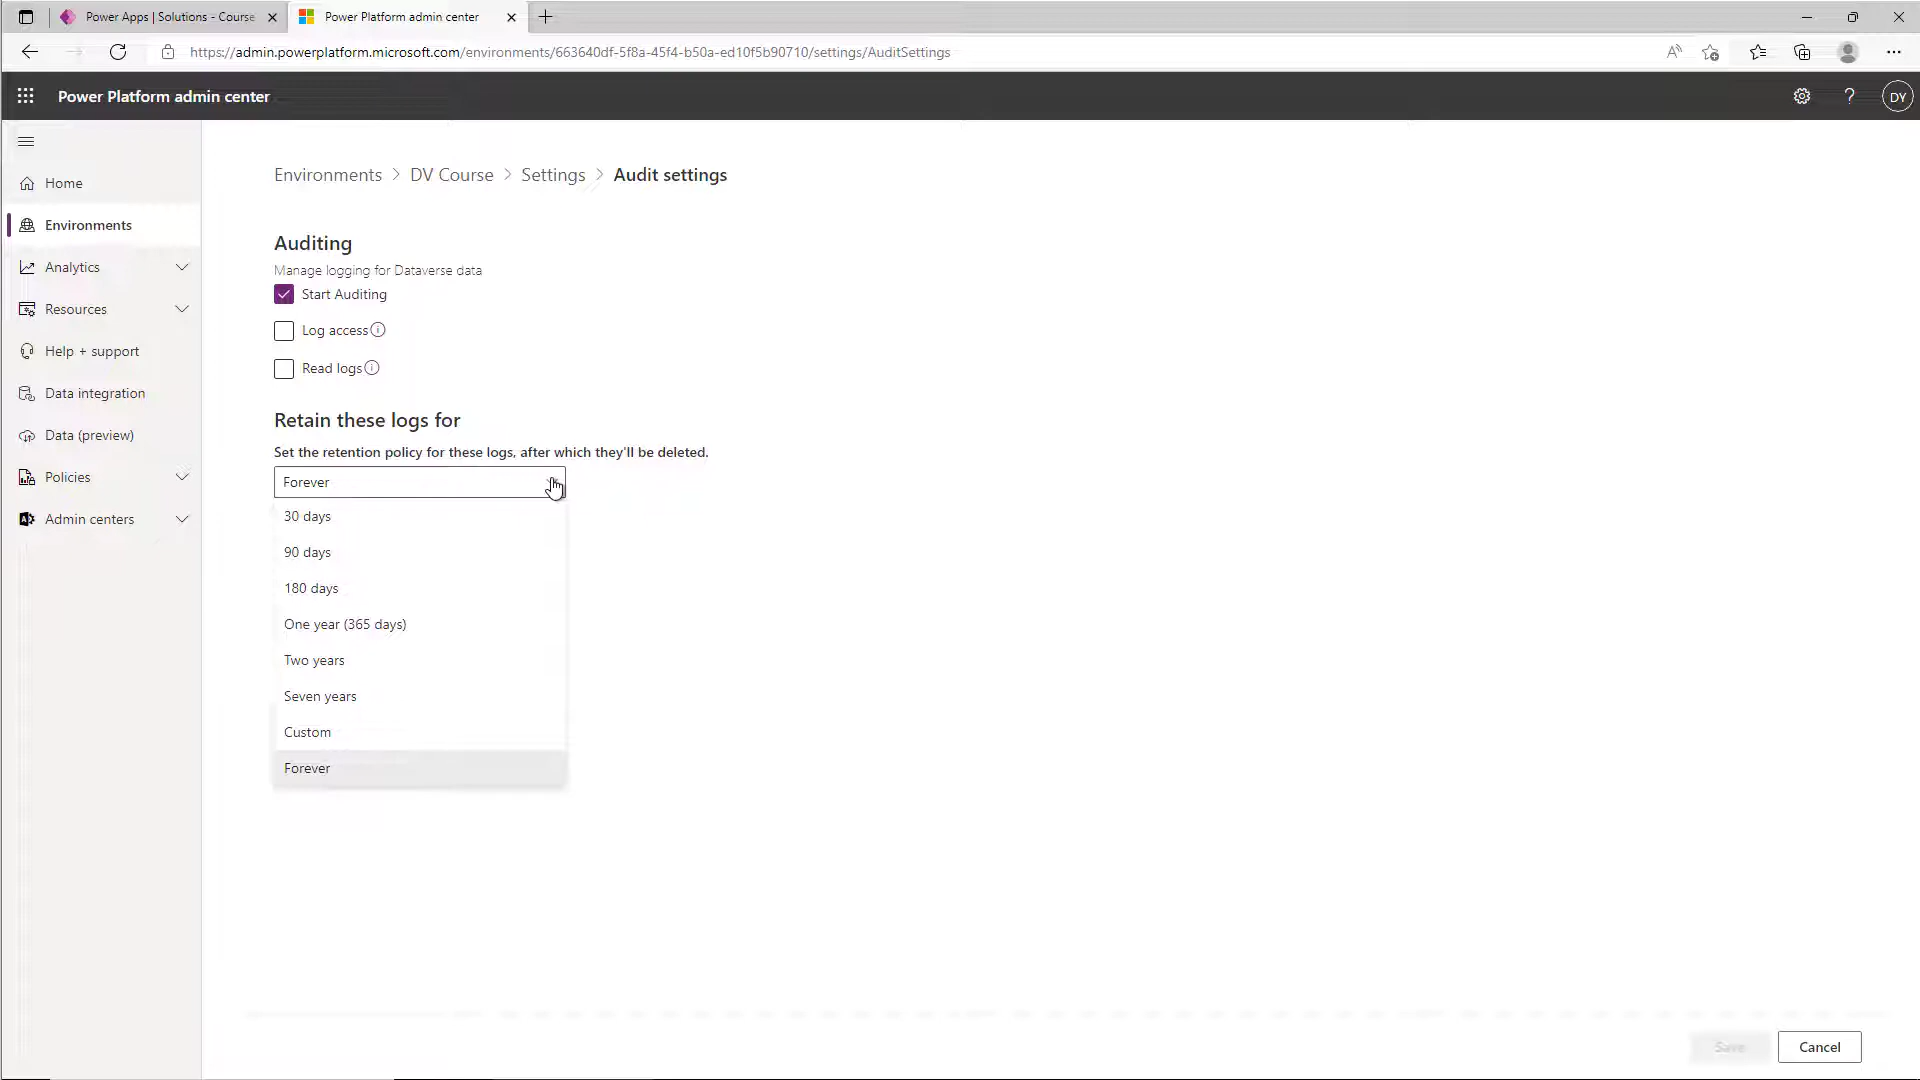 Power Apps | Solutions - Course
Power Platform admin center
https://admin.powerplatform.microsoft.com/environments/663640df-5f8a-45f4-b50a-ed10f5b90710/settings/AuditSettings
Power Platform admin center
? DY
Home
Environments
Analytics
Resources
Help + support
Data integration
Data (preview)
Policies
Admin centers
Environments > DV Course > Settings > Audit settings
Auditing
Manage logging for Dataverse data
Start Auditing
Log access
Read logs
Retain these logs for
Set the retention policy for these logs, after which they'll be deleted.
Forever
30 days
90 days
180 days
One year (365 days)
Two years
Seven years
Custom
Forever
Save
Cancel